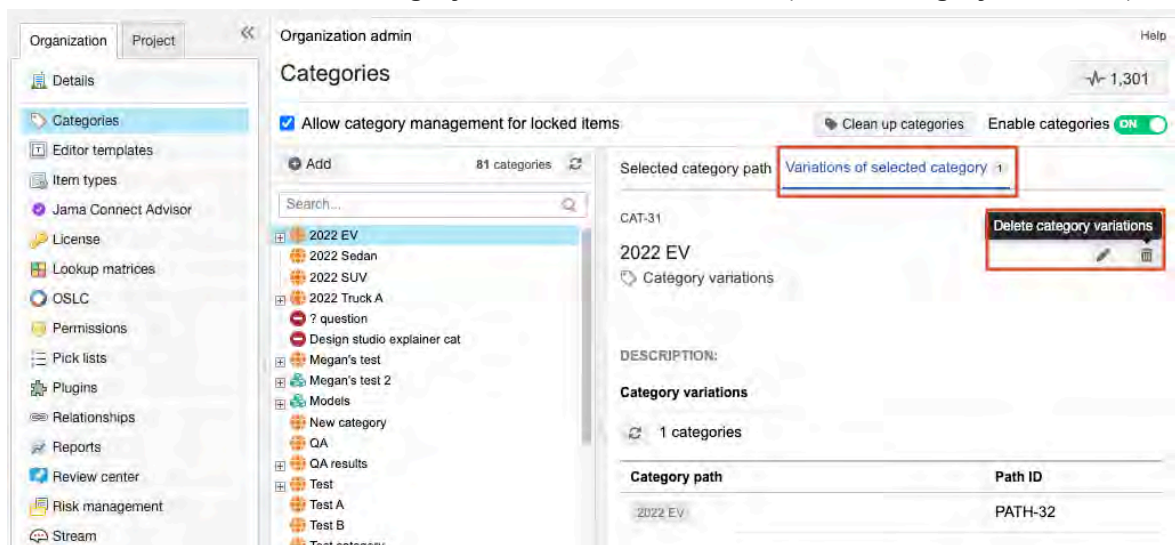 Organization
Project
Details
Categories
Editor templates
Item types
Jama Connect Advisor
License
Lookup matrices
OSLC
Permissions
Pick lists
Plugins
Relationships
Reports
Review center
Risk management
Stream
Organization admin
Help
Categories
1,301
Allow category management for locked items
Clean up categories
Enable categories ON
Add
81 categories
Search...
2022 EV
2022 Sedan
2022 SUV
2022 Truck A
? question
Design studio explainer cat
Megan's test
Megan's test 2
Models
New category
QA
QA results
Test
Test A
Test B
Test category
Selected category path
Variations of selected category 1
CAT-31
Delete category variations
2022 EV
Category variations
DESCRIPTION:
Category variations
1 categories
Category path
Path ID
2022 EV
PATH-32